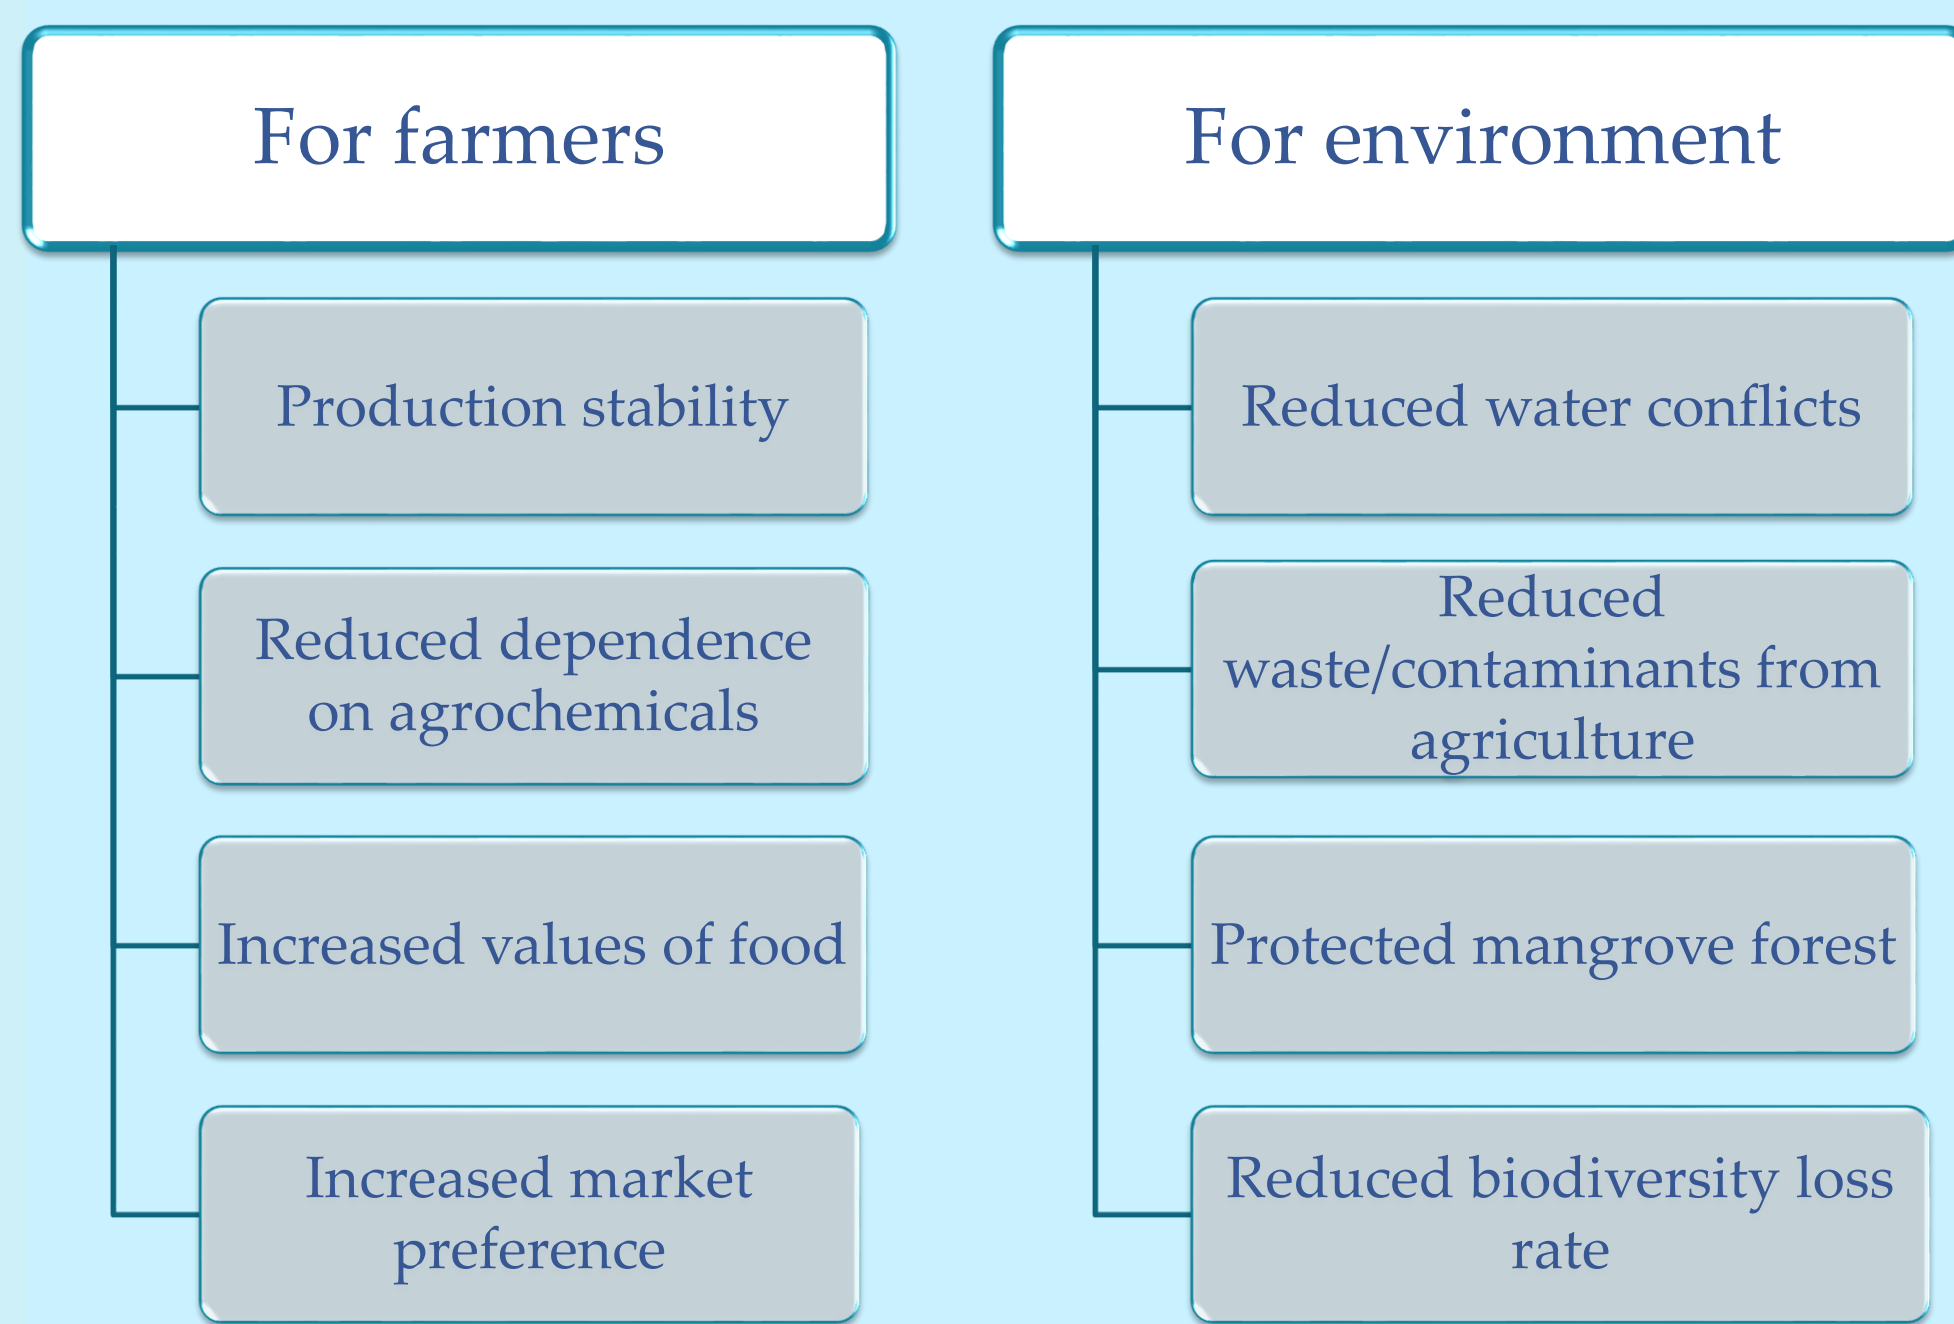 For farmers
Production stability
Reduced dependence
on agrochemicals
Increased values of food
Increased market
preference
For environment
Reduced water conflicts
Reduced
waste/contaminants from
agriculture
Protected mangrove forest
Reduced biodiversity loss
rate